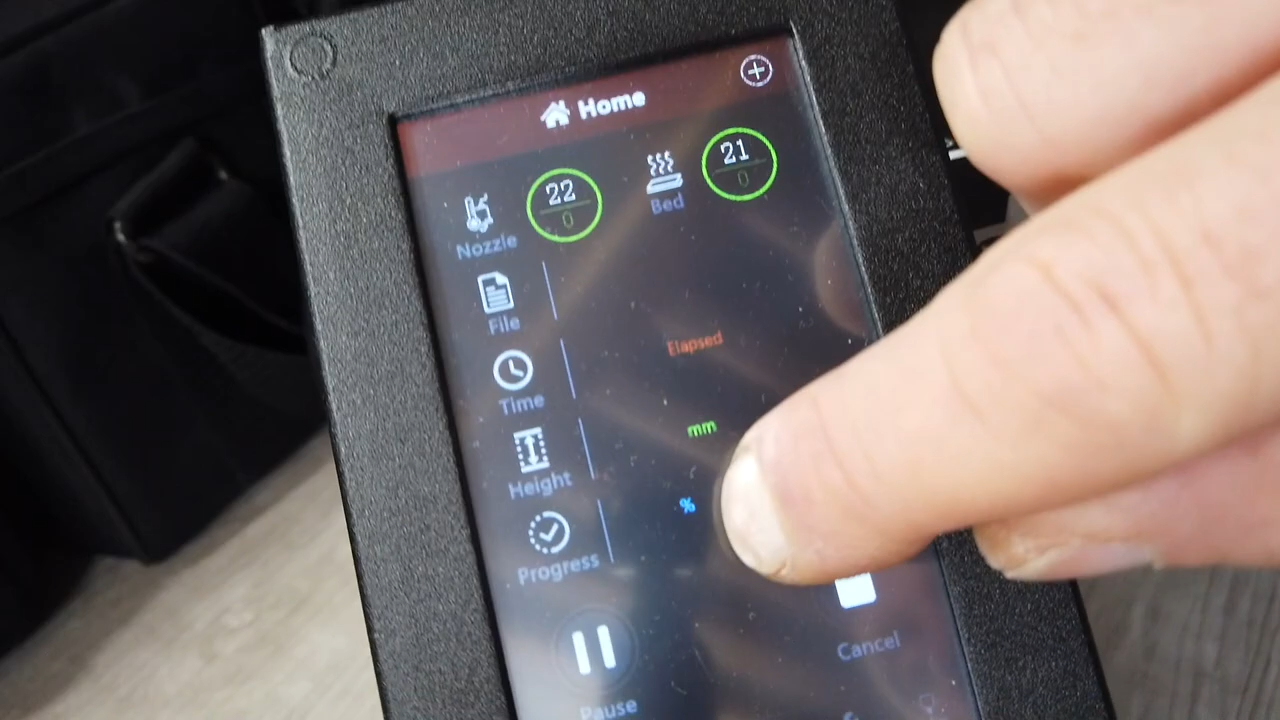 Home
22
0
Nozzle
21
0
Bed
File
Elapsed
Time
mm
Height
%
Progress
Cancel
Pause